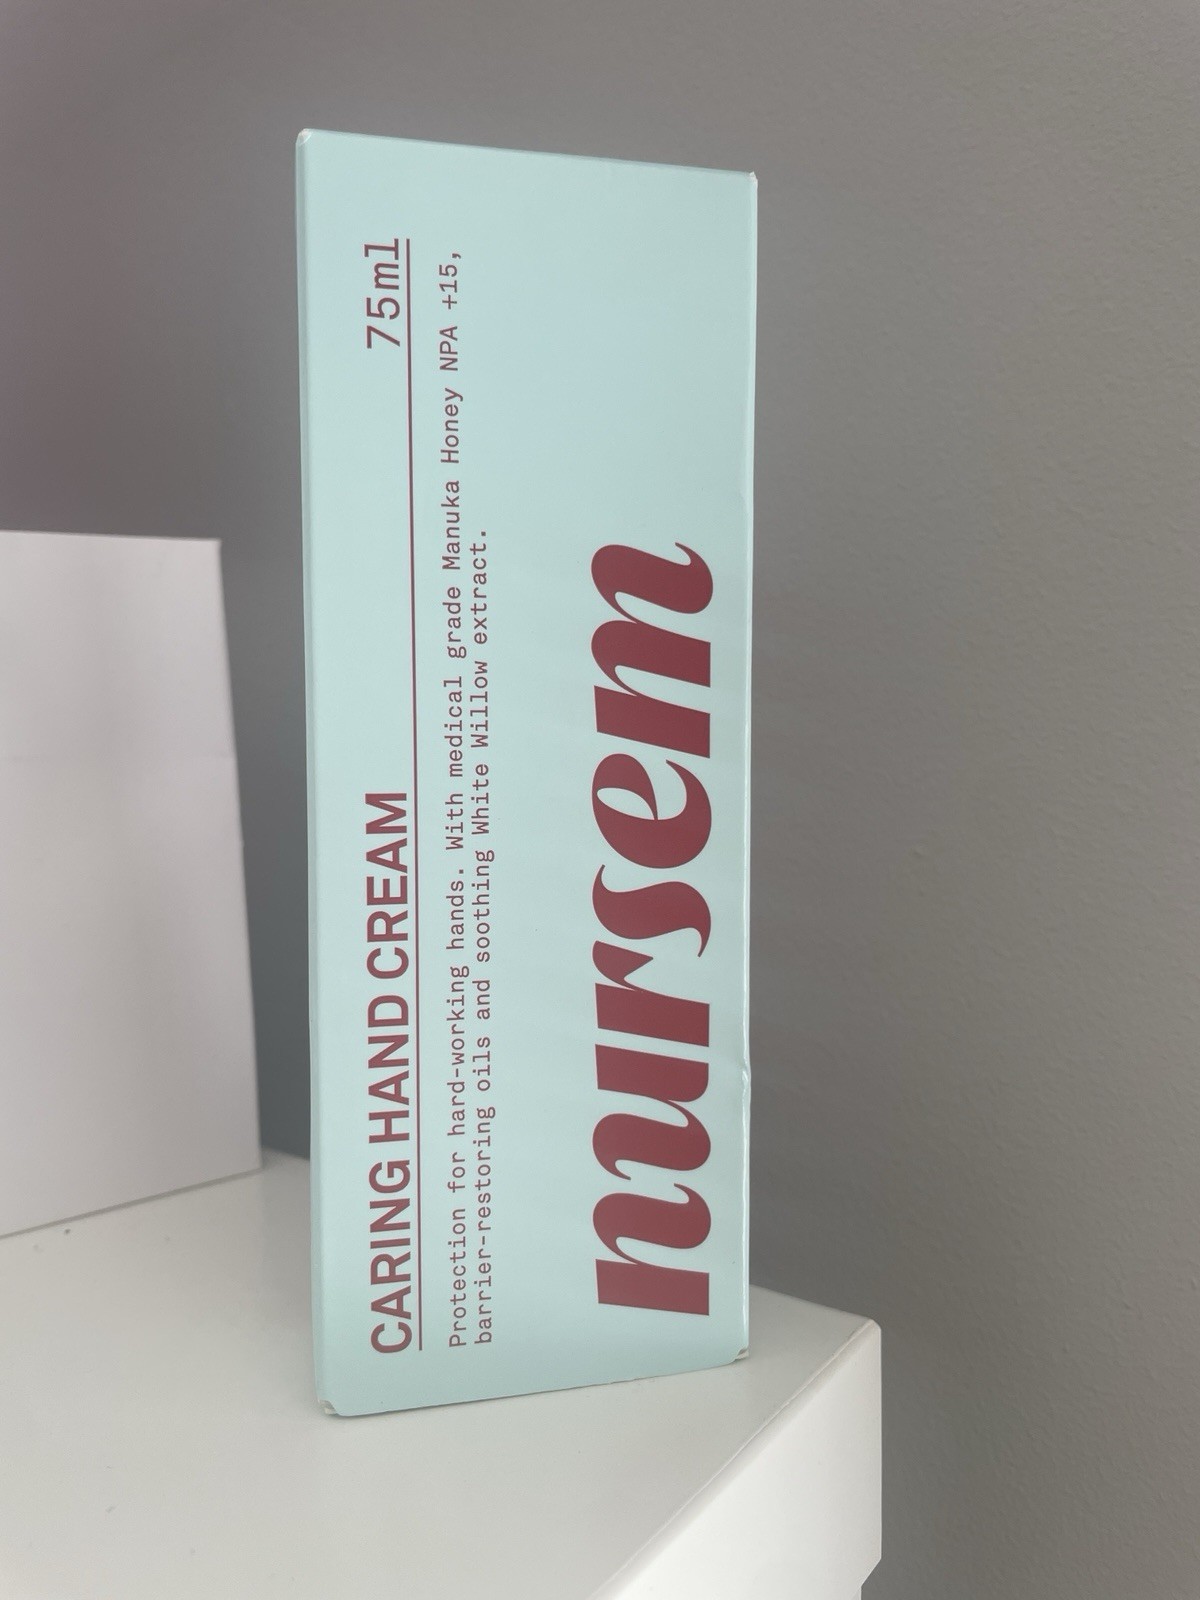 CARING HAND CREAM 75ml
Protection for hard-working hands. With medical grade Manuka Honey NPA +15,
barrier-restoring oils and soothing White Willow extract.
nursem